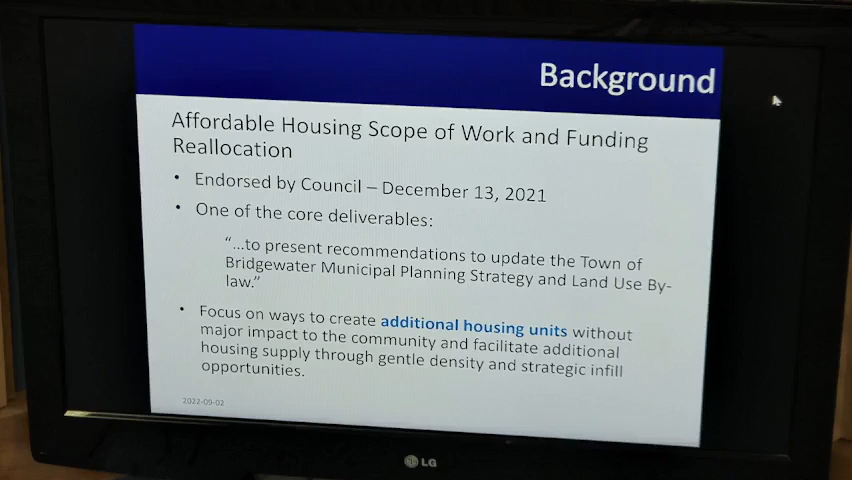 Background
Affordable Housing Scope of Work and Funding
Reallocation
• Endorsed by Council – December 13, 2021
• One of the core deliverables:
“...to present recommendations to update the Town of
Bridgewater Municipal Planning Strategy and Land Use By-
law.”
• Focus on ways to create additional housing units without
major impact to the community and facilitate additional
housing supply through gentle density and strategic infill
opportunities.
2022-09-02
LG